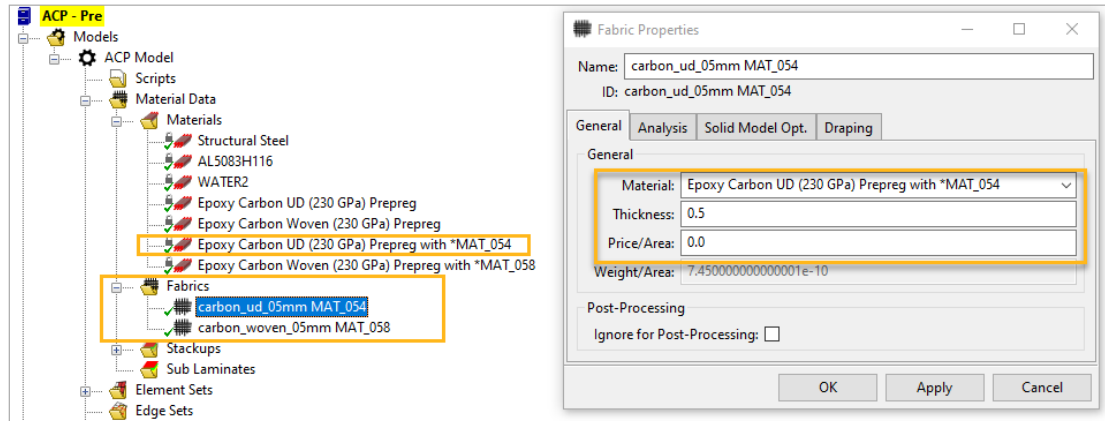 ACP - Pre
Models
ACP Model
Scripts
Material Data
Materials
Structural Steel
AL5083H116
WATER2
Epoxy Carbon UD (230 GPa) Prepreg
Epoxy Carbon Woven (230 GPa) Prepreg
Epoxy Carbon UD (230 GPa) Prepreg with *MAT_054
Epoxy Carbon Woven (230 GPa) Prepreg with *MAT_058
Fabrics
carbon_ud_05mm MAT_054
carbon_woven_05mm MAT_058
Stackups
Sub Laminates
Element Sets
Edge Sets
Fabric Properties
Name: carbon_ud_05mm MAT_054
ID: carbon_ud_05mm MAT_054
General Analysis Solid Model Opt. Draping
General
Material: Epoxy Carbon UD (230 GPa) Prepreg with *MAT_054
Thickness: 0.5
Price/Area: 0.0
Weight/Area: 7.450000000000001e-10
Post-Processing
Ignore for Post-Processing:
OK Apply Cancel